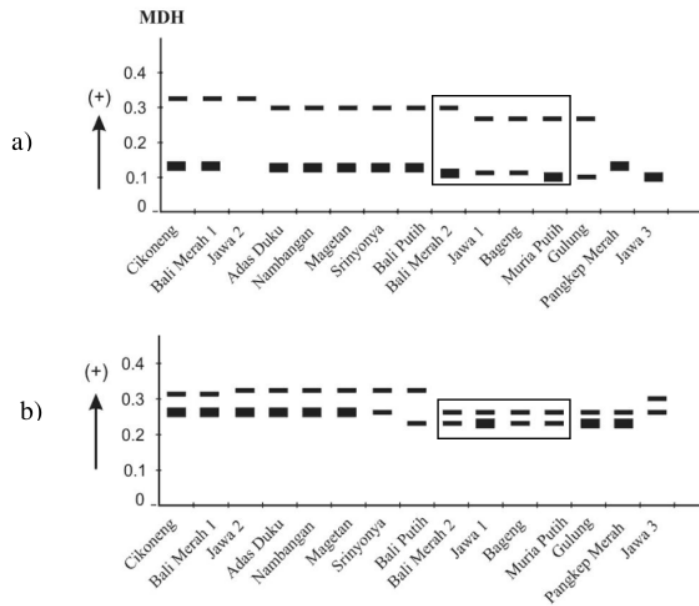 MDH
a)
(+)
0.4
0.3
0.2
0.1
0
Cikoneng
Bali Merah 1
Jawa 2
Adas Duku
Nambangan
Magetan
Srinyonya
Bali Putih
Bali Merah 2
Jawa 1
Bageng
Muria Putih
Gulung
Pangkep Merah
Jawa 3
b)
(+)
0.4
0.3
0.2
0.1
0
Cikoneng
Bali Merah 1
Jawa 2
Adas Duku
Nambangan
Magetan
Srinyonya
Bali Putih
Bali Merah 2
Jawa 1
Bageng
Muria Putih
Gulung
Pangkep Merah
Jawa 3